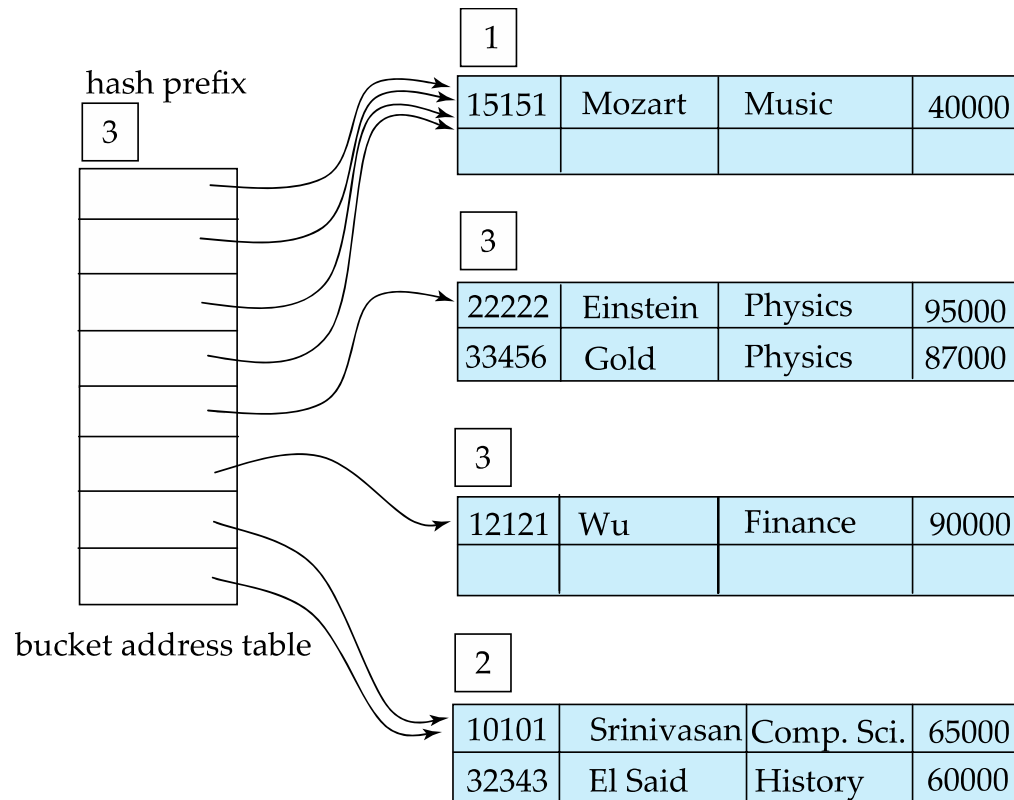 1
hash prefix
3
15151 Mozart Music 40000
3
22222 Einstein Physics 95000
33456 Gold Physics 87000
3
12121 Wu Finance 90000
bucket address table
2
10101 Srinivasan Comp. Sci. 65000
32343 El Said History 60000